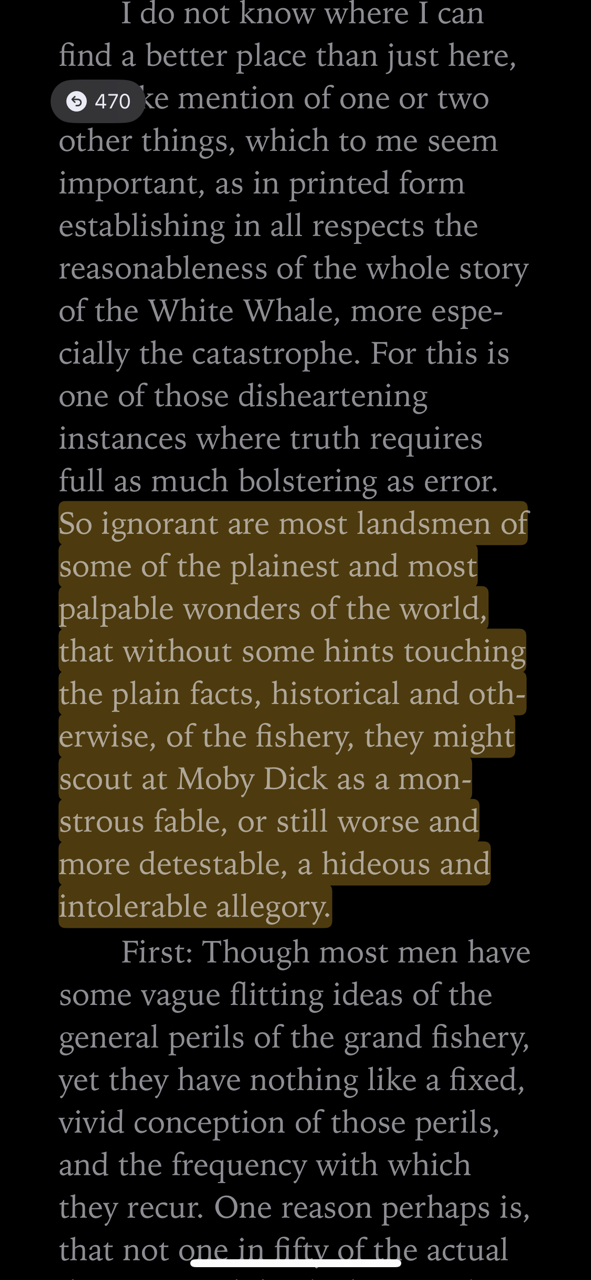 I do not know where I can
find a better place than just here,
470
ke mention of one or two
other things, which to me seem
important, as in printed form
establishing in all respects the
reasonableness of the whole story
of the White Whale, more espe-
cially the catastrophe. For this is
one of those disheartening
instances where truth requires
full as much bolstering as error.
So ignorant are most landsmen of
some of the plainest and most
palpable wonders of the world,
that without some hints touching
the plain facts, historical and oth-
erwise, of the fishery, they might
scout at Moby Dick as a mon-
strous fable, or still worse and
more detestable, a hideous and
intolerable allegory.
First: Though most men have
some vague flitting ideas of the
general perils of the grand fishery,
yet they have nothing like a fixed,
vivid conception of those perils,
and the frequency with which
they recur. One reason perhaps is,
that not one in fifty of the actual